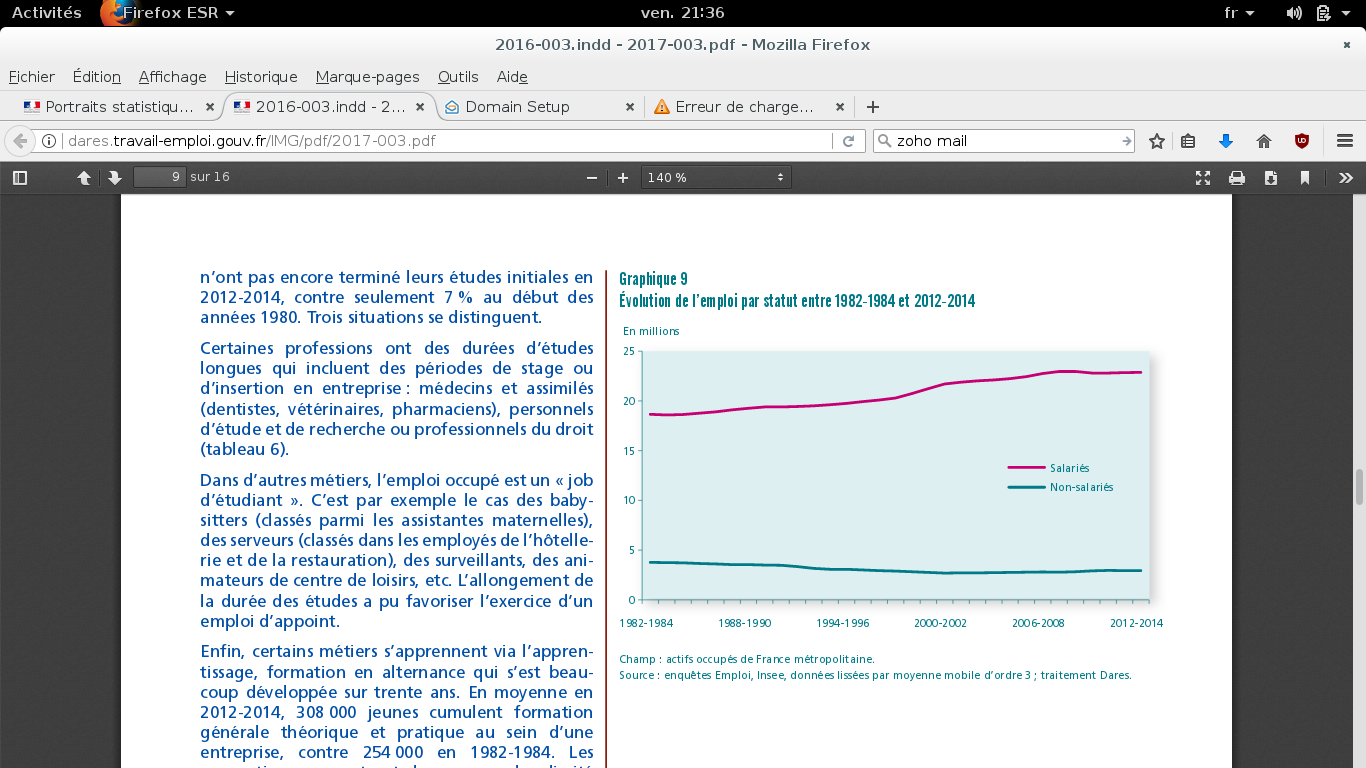 Activités Firefox ESR ven. 21:36 fr
2016-003.indd - 2017-003.pdf - Mozilla Firefox
Fichier Édition Affichage Historique Marque-pages Outils Aide
Portraits statistiqu... 2016-003.indd - 2... Domain Setup Erreur de charge...
dares.travail-emploi.gouv.fr/IMG/pdf/2017-003.pdf zoho mail
9 sur 16 140 %
n'ont pas encore terminé leurs études initiales en
2012-2014, contre seulement 7 % au début des
années 1980. Trois situations se distinguent.
Certaines professions ont des durées d'études
longues qui incluent des périodes de stage ou
d'insertion en entreprise : médecins et assimilés
(dentistes, vétérinaires, pharmaciens), personnels
d'étude et de recherche ou professionnels du droit
(tableau 6).
Dans d'autres métiers, l'emploi occupé est un « job
d'étudiant ». C'est par exemple le cas des baby-
sitters (classés parmi les assistantes maternelles),
des serveurs (classés dans les employés de l'hôtelle-
rie et de la restauration), des surveillants, des ani-
mateurs de centre de loisirs, etc. L'allongement de
la durée des études a pu favoriser l'exercice d'un
emploi d'appoint.
Enfin, certains métiers s'apprennent via l'appren-
tissage, formation en alternance qui s'est beau-
coup développée sur trente ans. En moyenne en
2012-2014, 308 000 jeunes cumulent formation
générale théorique et pratique au sein d'une
entreprise, contre 254 000 en 1982-1984. Les
Graphique 9
Évolution de l'emploi par statut entre 1982-1984 et 2012-2014
En millions
25
20
15
10
5
0
Salariés
Non-salariés
1982-1984 1988-1990 1994-1996 2000-2002 2006-2008 2012-2014
Champ : actifs occupés de France métropolitaine.
Source : enquêtes Emploi, Insee, données lissées par moyenne mobile d'ordre 3 ; traitement Dares.